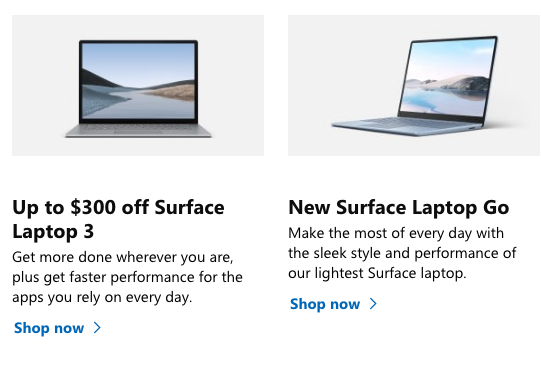 Up to $300 off Surface
Laptop 3
Get more done wherever you are,
plus get faster performance for the
apps you rely on every day.
Shop now
New Surface Laptop Go
Make the most of every day with
the sleek style and performance of
our lightest Surface laptop.
Shop now